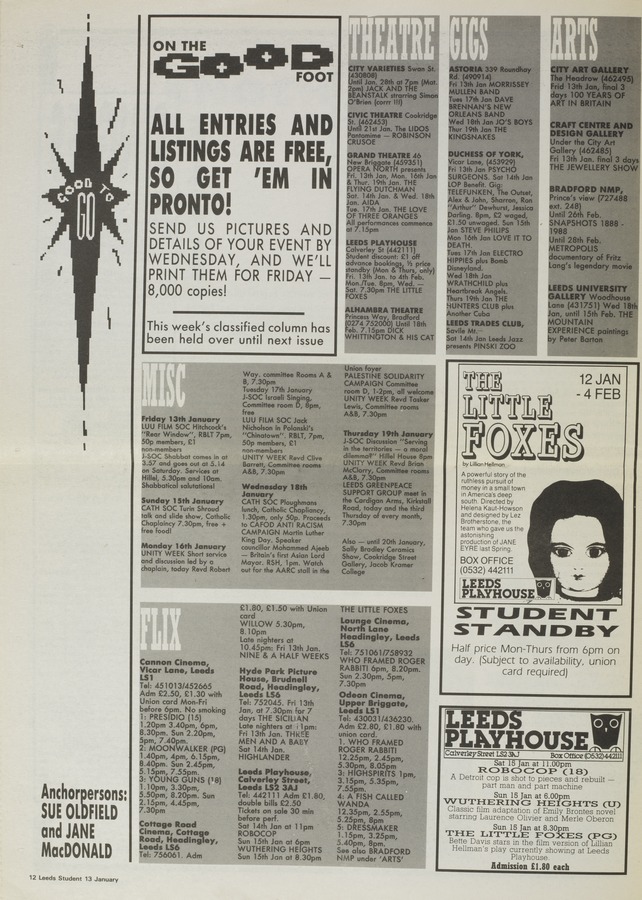 GOOD TO
GO
ON THE
GOOD
FOOT
ALL ENTRIES AND
LISTINGS ARE FREE,
SO GET 'EM IN
PRONTO!
SEND US PICTURES AND
DETAILS OF YOUR EVENT BY
WEDNESDAY, AND WE'LL
PRINT THEM FOR FRIDAY —
8,000 copies!
This week's classified column has
been held over until next issue
THEATRE
CITY VARIETIES Swan St.
(430808)
Until Jan. 28th at 7pm (Mat.
2pm) JACK AND THE
BEANSTALK starring Simon
O'Brien (corr !!!)
CIVIC THEATRE Cookridge
St. (462453)
Until 21st Jan. The LIDOS
Pantomime — ROBINSON
CRUSOE
GRAND THEATRE 46
New Briggate (459351)
OPERA NORTH presents
Fri. 13th Jan, Mon. 16th Jan
& Thur. 19th Jan. THE
FLYING DUTCHMAN
Sat. 14th Jan. & Wed. 18th
Jan. AIDA
Tue. 17th Jan. THE LOVE
OF THREE ORANGES
All performances commence
at 7.15pm
LEEDS PLAYHOUSE
Calverley St (442111)
Student discount: £1 off
advance bookings, ½ price
standby (Mon & Thurs, only)
Fri. 13th Jan. to 4th Feb.
Mon./Tue. 8pm, Wed. —
Sat. 7.30pm THE LITTLE
FOXES
ALHAMBRA THEATRE
Princess Way, Bradford
(0274 752000) Until 18th
Feb. 7.15pm DICK
WHITTINGTON & HIS CAT
GIGS
ASTORIA 339 Roundhay
Rd. (490914)
Fri 13th Jan MORRISSEY
MULLEN BAND
Tues 17th Jan DAVE
BRENNAN'S NEW
ORLEANS BAND
Wed 18th Jan JO'S BOYS
Thur 19th Jan THE
KINGSNAKES
DUCHESS OF YORK,
Vicar Lane, (453929)
Fri 13th Jan PSYCHO
SURGEONS. Sat 14th Jan
LOP Benefit. Gig:
TELEFUNKEN, The Outset,
Alex & John, Sharron, Ron
"Arthur" Dewhurst, Jessica
Darling. 8pm, £2 waged,
£1.50 unwaged, Sun 15th
Jan STEVE PHILIPS
Mon 16th Jan LOVE IT TO
DEATH.
Tues 17th Jan ELECTRO
HIPPIES plus Bomb
Disneyland.
Wed 18th Jan
WRATHCHILD plus
Heartbreak Angels.
Thurs 19th Jan THE
HUNTERS CLUB plus
Another Cuba
LEEDS TRADES CLUB,
Saville Mt.
Sat 14th Jan Leeds Jazz
presents PINSKI ZOO
ARTS
CITY ART GALLERY
The Headrow (462495)
Frid 13th Jan, final 3
days 100 YEARS OF
ART IN BRITAIN
CRAFT CENTRE AND
DESIGN GALLERY
Under the City Art
Gallery (462485)
Fri 13th Jan. final 3 days
THE JEWELLERY SHOW
BRADFORD NMP,
Prince's view (727488
ext. 248)
Until 26th Feb.
SNAPSHOTS 1888 -
1988
Until 28th Feb.
METROPOLIS
documentary of Fritz
Lang's legendary movie
LEEDS UNIVERSITY
GALLERY Woodhouse
Lane (431751) Wed 18th
Jan, until 15th Feb. THE
MOUNTAIN
EXPERIENCE paintings
by Peter Barton
MISC
Friday 13th January
LUU FILM SOC Hitchcock's
"Rear Window", RBLT 7pm,
50p members, £1
non-members
J-SOC Shabbat comes in at
3.57 and goes out at 5.14
on Saturday. Services at
Hillel, 5.30pm and 10am.
Shabbatical salutations!
Sunday 15th January
CATH SOC Turin Shroud
talk and slide show, Catholic
Chaplaincy 7.30pm, free +
free food!
Monday 16th January
UNITY WEEK Short service
and discussion led by a
chaplain, today Revd Robert
Way, committee Rooms A &
B, 7.30pm
Tuesday 17th January
J-SOC Israeli Singing,
Committee room D, 8pm,
free
LUU FILM SOC Jack
Nicholson in Polanski's
"Chinatown", RBLT, 7pm,
50p members, £1
non-members
UNITY WEEK Revd Clive
Barrett, Committee rooms
A&B, 7.30pm
Wednesday 18th
January
CATH SOC Ploughmans
lunch, Catholic Chapliancy,
1.30pm, only 50p. Proceeds
to CAFOD ANTI RACISM
CAMPAIGN Martin Luther
King Day, Speaker
councillor Mohammed Ajeeb
— Britain's first Asian Lord
Mayor. RSH, 1pm. Watch
out for the AARC stall in the
Union foyer
PALESTINE SOLIDARITY
CAMPAIGN Committee
room D, 1-2pm, all welcome
UNITY WEEK Revd Tasker
Lewis, Committee rooms
A&B, 7.30pm
Thursday 19th January
J-SOC Discussion "Serving
in the territories — a moral
dilemma?" Hillel House 8pm
UNITY WEEK Revd Brian
McClorry, Committee rooms
A&B, 7.30pm
LEEDS GREENPEACE
SUPPORT GROUP meet in
the Cardigan Arms, Kirkstall
Road, today and the third
Thursday of every month,
7.30pm
Also — until 20th January,
Sally Bradley Ceramics
Show, Cookridge Street
Gallery, Jacob Kramer
College
THE
LITTLE
FOXES
by Lillian Hellman
12 JAN
- 4 FEB
A powerful story of the
ruthless pursuit of
money in a small town
in America's deep
south. Directed by
Helena Kaut-Howson
and designed by Lez
Brotherstone, the
team who gave us the
astonishing
production of JANE
EYRE last Spring.
BOX OFFICE
(0532) 442111
LEEDS
PLAYHOUSE
STUDENT
STANDBY
Half price Mon-Thurs from 6pm on
day. (Subject to availability, union
card required)
FLIX
Cannon Cinema,
Vicar Lane, Leeds
LS1
Tel: 451013/452665
Adm £2.50, £1.30 with
Union card Mon-Fri
before 6pm. No smoking
1: PRESIDIO (15)
1.20pm 3.40pm, 6pm,
8.30pm. Sun 2.20pm,
5pm, 7.40pm.
2: MOONWALKER (PG)
1.40pm, 4pm, 6.15pm,
8.40pm. Sun 2.45pm,
5.15pm, 7.55pm.
3: YOUNG GUNS (18)
1.10pm, 3.30pm,
5.50pm, 8.20pm. Sun
2.15pm, 4.45pm,
7.30pm
Cottage Road
Cinema, Cottage
Road, Headingley,
Leeds LS6
Tel: 756061. Adm
£1.80, £1.50 with Union
card
WILLOW 5.30pm,
8.10pm
Late nighters at
10.45pm: Fri 13th Jan.
NINE & A HALF WEEKS
Hyde Park Picture
House, Brudnell
Road, Headingley,
Leeds LS6
Tel: 752045. Fri 13th
Jan, at 7.30pm for 7
days THE SICILIAN
Late nighters at 11pm:
Fri 13th Jan. THREE
MEN AND A BABY
Sat 14th Jan.
HIGHLANDER
Leeds Playhouse,
Calverley Street,
Leeds LS2 3AJ
Tel: 442111 Adm £1.80,
double bills £2.50
Tickets on sale 30 min
before perf.
Sat 14th Jan at 11pm
ROBOCOP
Sun 15th Jan at 6pm
WUTHERING HEIGHTS
Sun 15th Jan at 8.30pm
THE LITTLE FOXES
Lounge Cinema,
North Lane
Headingley, Leeds
LS6
Tel: 751061/758932
WHO FRAMED ROGER
RABBIT! 6pm, 8.20pm.
Sun 2.30pm, 5pm,
7.30pm
Odeon Cinema,
Upper Briggate,
Leeds LS1
Tel: 430031/436230.
Adm £2.80, £1.80 with
union card.
1. WHO FRAMED
ROGER RABBIT!
12.25pm, 2.45pm,
5.30pm, 8.05pm
3: HIGHSPIRITS 1pm,
3.15pm, 5.35pm,
7.55pm.
4: A FISH CALLED
WANDA
12.35pm, 2.55pm,
5.25pm, 8pm
5: DRESSMAKER
1.15pm, 3.25pm,
5.40pm, 8pm.
See also BRADFORD
NMP under 'ARTS'
LEEDS
PLAYHOUSE
Calverley Street LS2 3AJ Box Office (0532)442111
Sat 15 Jan at 11.00pm
ROBOCOP (18)
A Detroit cop is shot to pieces and rebuilt —
part man and part machine
Sun 15 Jan at 6.00pm
WUTHERING HEIGHTS (U)
Classic film adaptation of Emily Brontes novel
starring Laurence Olivier and Merle Oberon
Sun 15 Jan at 8.30pm
THE LITTLE FOXES (PG)
Bette Davis stars in the film version of Lillian
Hellman's play currently showing at Leeds
Playhouse.
Admission £1.80 each
Anchorpersons:
SUE OLDFIELD
and JANE
MacDONALD
12 Leeds Student 13 January